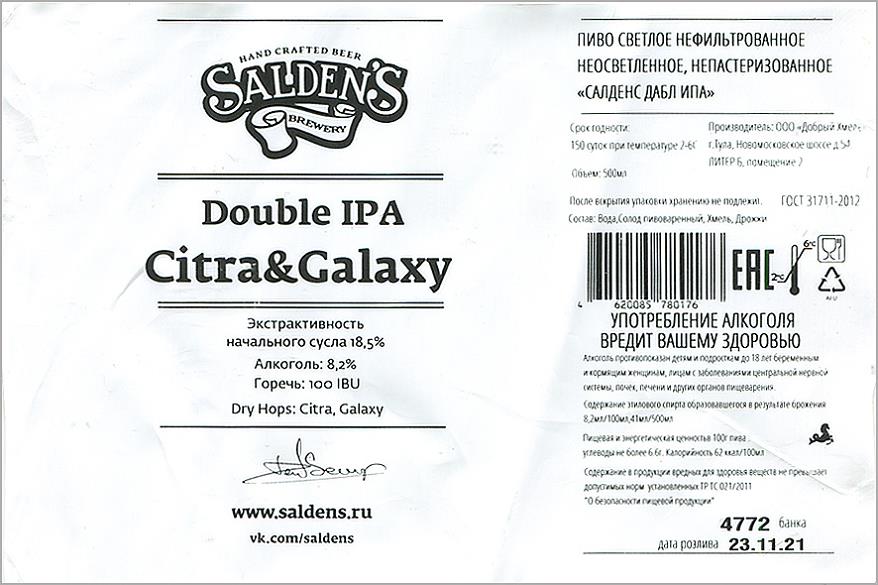 HAND CRAFTED BEER
SALDEN'S
BREWERY
Double IPA
Citra&Galaxy
Экстрактивность
начального сусла 18,5%
Алкоголь: 8,2%
Горечь: 100 IBU
Dry Hops: Citra, Galaxy
www.saldens.ru
vk.com/saldens
ПИВО СВЕТЛОЕ НЕФИЛЬТРОВАННОЕ
НЕОСВЕТЛЕННОЕ, НЕПАСТЕРИЗОВАННОЕ
«САЛДЕНС ДАБЛ ИПА»
Срок годности:
150 суток при температуре 2-6С
Объем: 500мл
Производитель: ООО «Добрый Хмель
г.Тула, Новомосковское шоссе д.54
ЛИТЕР Б, помещение 2
После вскрытия упаковки хранению не подлежит. ГОСТ 31711-2012
Состав: Вода,Солод пивоваренный, Хмель, Дрожжи
4 620085 780176
EAC
2°C
6°C
ALU
УПОТРЕБЛЕНИЕ АЛКОГОЛЯ
ВРЕДИТ ВАШЕМУ ЗДОРОВЬЮ
Алкоголь противопоказан детям и подросткам до 18 лет беременным
и кормящим женщинам, лицам с заболеваниями центральной нервной
системы, почек, печени и других органов пищеварения.
Содержание этилового спирта образовавшегося в результате брожения
8,2мл/100мл,41мл/500мл
Пищевая и энергетическая ценностьв 100г пива :
углеводы не более 6.6г. Калорийность 62 ккал/100мл
Содержание в продукции вредных для здоровья веществ не превышает
допустимых норм установленных ТР ТС 021/2011
"О безопасности пищевой продукции"
4772 банка
дата розлива 23.11.21